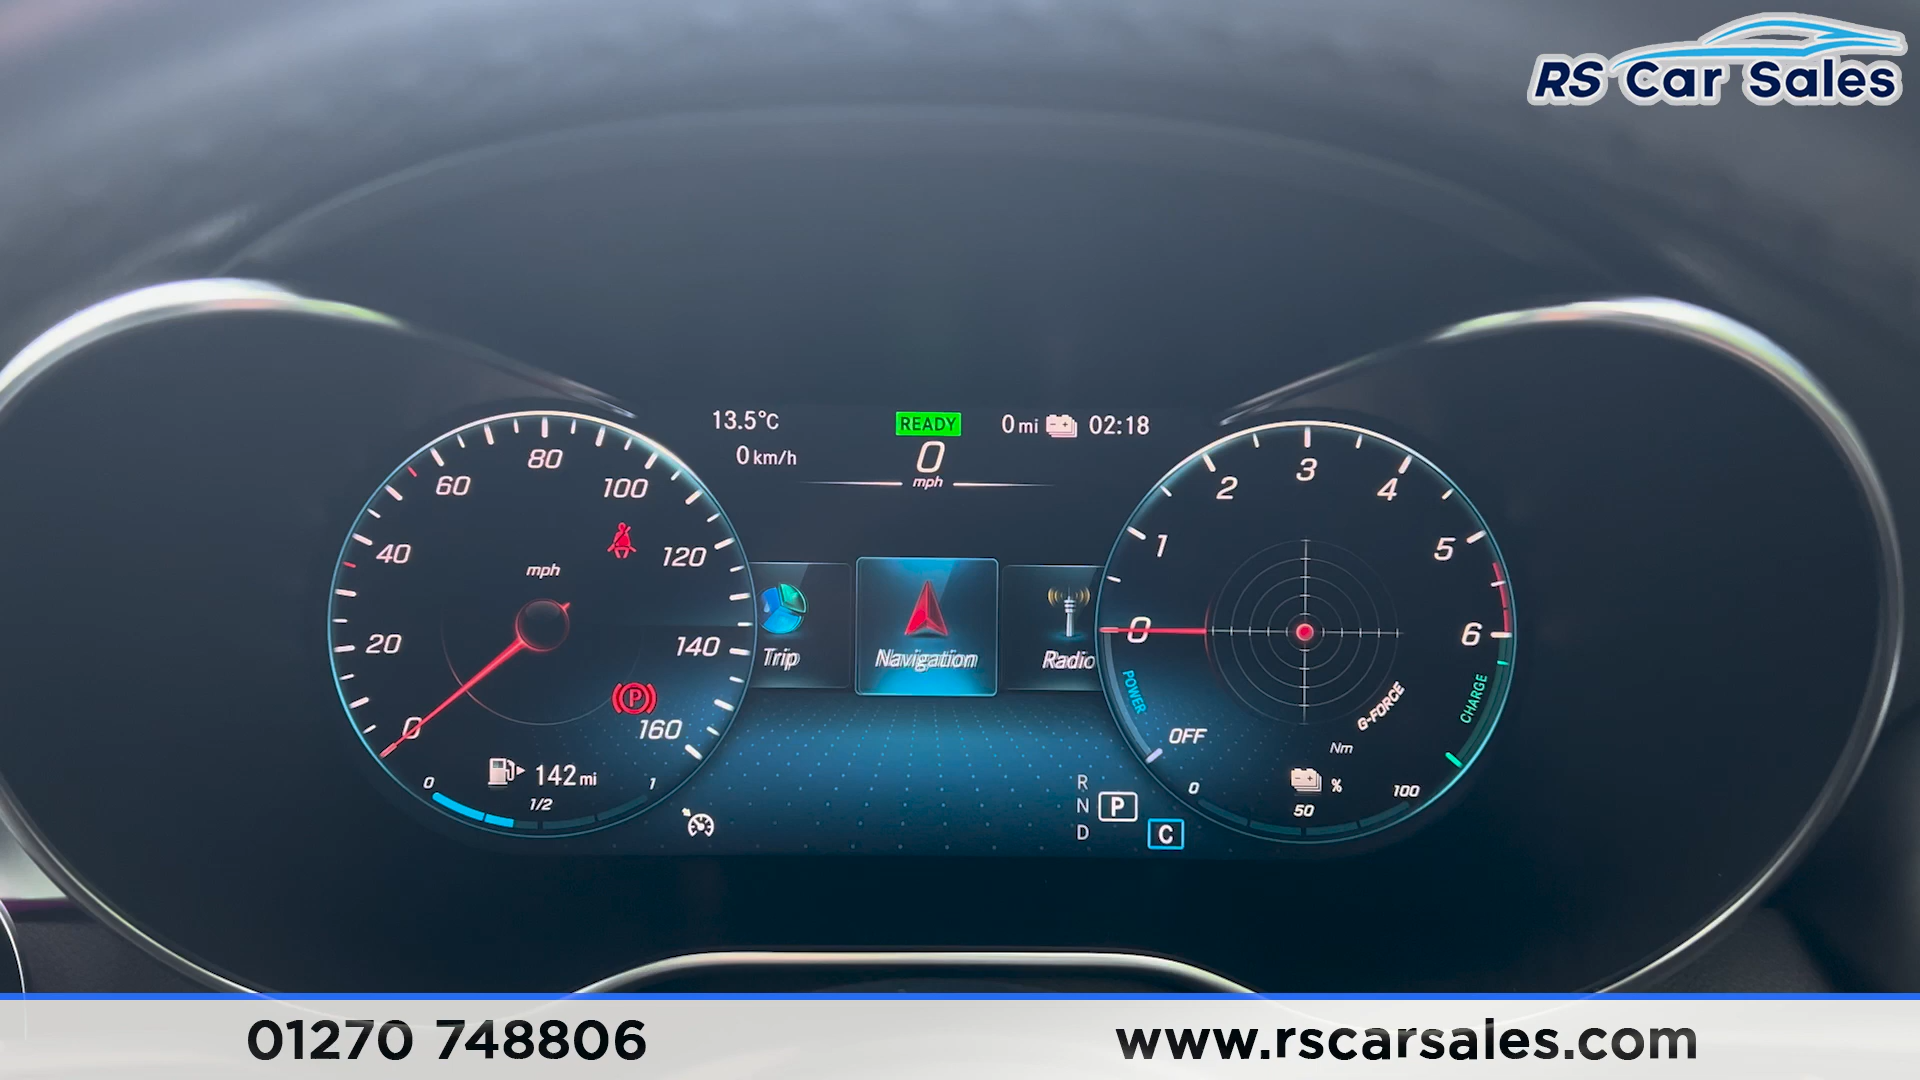 RS Car Sales
13.5°C
READY
0 mi 02:18
0 km/h
0
mph
0 20 40 60 80 100 120 140 160
mph
P
142 mi
0 1/2 1
Trip
Navigation
Radio
0 1 2 3 4 5 6
POWER
OFF
G-FORCE
CHARGE
Nm
%
0 50 100
R
N
D
P
C
01270 748806
www.rscarsales.com